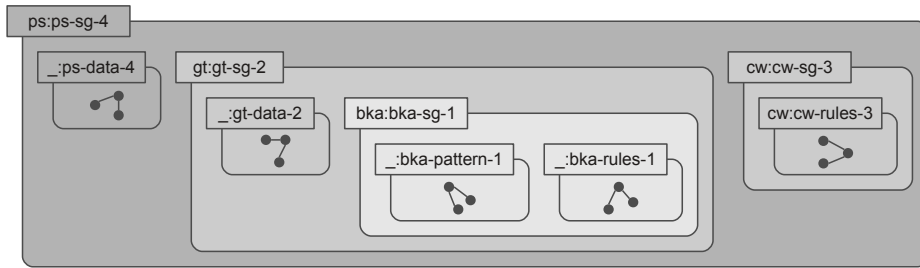 ps:ps-sg-4
_:ps-data-4
gt:gt-sg-2
cw:cw-sg-3
_:gt-data-2
bka:bka-sg-1
cw:cw-rules-3
_:bka-pattern-1
_:bka-rules-1